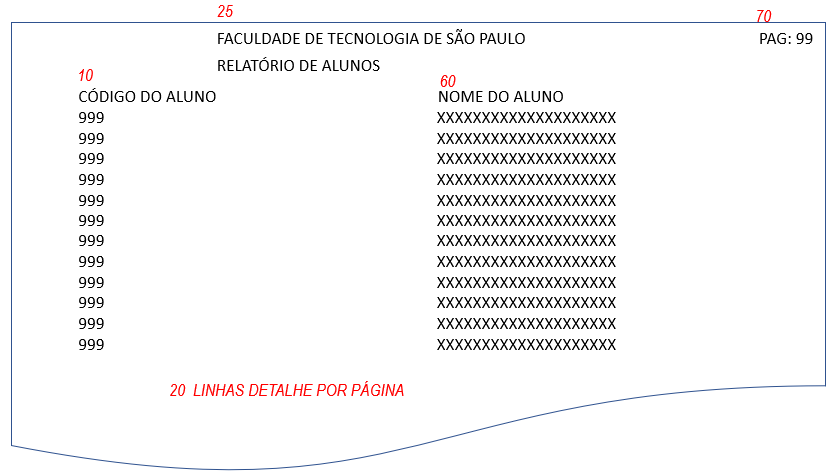 25 70
FACULDADE DE TECNOLOGIA DE SÃO PAULO PAG: 99
RELATÓRIO DE ALUNOS
10 60
CÓDIGO DO ALUNO NOME DO ALUNO
999 XXXXXXXXXXXXXXXXXXXX
999 XXXXXXXXXXXXXXXXXXXX
999 XXXXXXXXXXXXXXXXXXXX
999 XXXXXXXXXXXXXXXXXXXX
999 XXXXXXXXXXXXXXXXXXXX
999 XXXXXXXXXXXXXXXXXXXX
999 XXXXXXXXXXXXXXXXXXXX
999 XXXXXXXXXXXXXXXXXXXX
999 XXXXXXXXXXXXXXXXXXXX
999 XXXXXXXXXXXXXXXXXXXX
999 XXXXXXXXXXXXXXXXXXXX
999 XXXXXXXXXXXXXXXXXXXX
20 LINHAS DETALHE POR PÁGINA